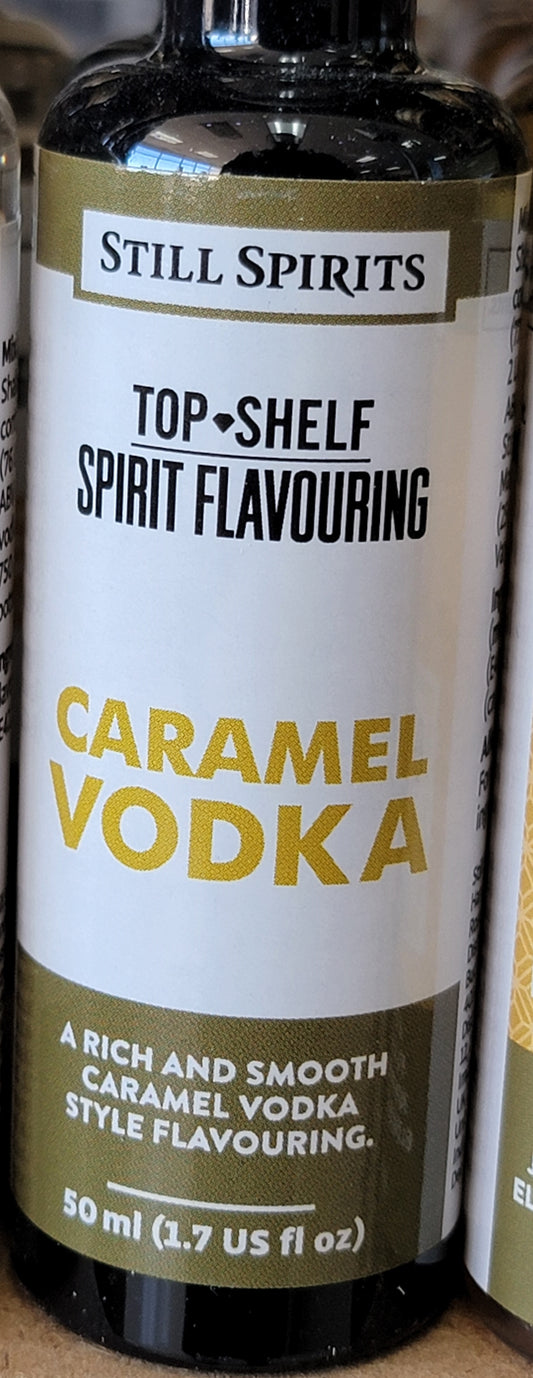 STILL SPIRITS
TOP♦SHELF
SPIRIT FLAVOURING
CARAMEL
VODKA
A RICH AND SMOOTH
CARAMEL VODKA
STYLE FLAVOURING.
50 ml (1.7 US fl oz)